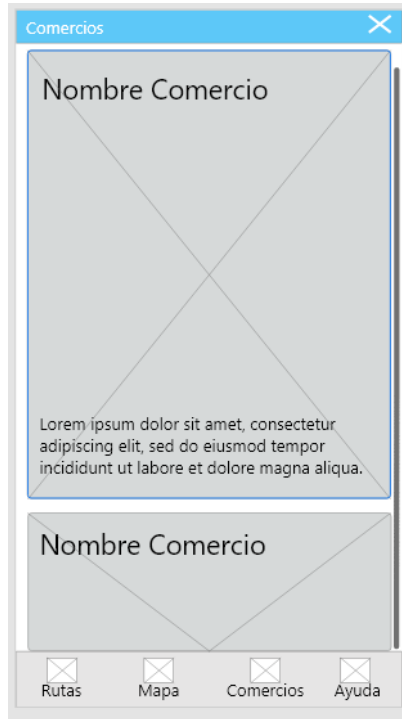 Comercios
Nombre Comercio
Lorem ipsum dolor sit amet, consectetur
adipiscing elit, sed do eiusmod tempor
incididunt ut labore et dolore magna aliqua.
Nombre Comercio
Rutas Mapa Comercios Ayuda